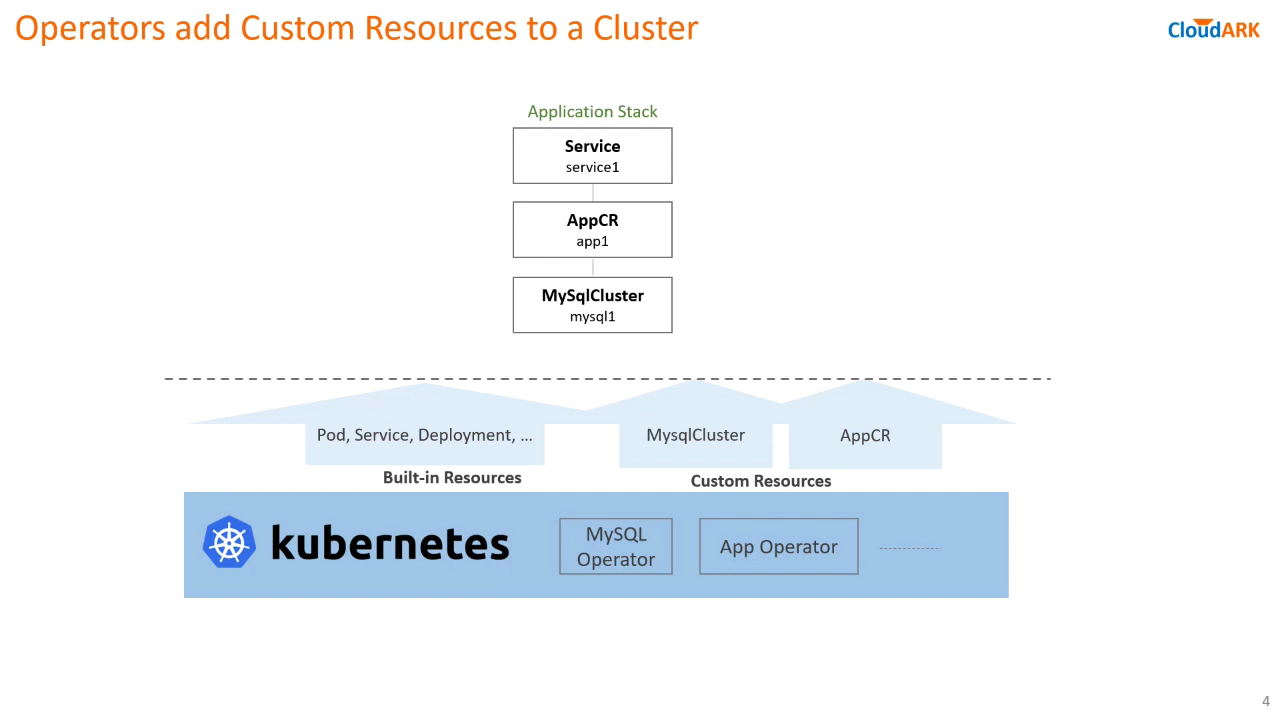 Operators add Custom Resources to a Cluster
CloudARK
Application Stack
Service
service1
AppCR
app1
MySqlCluster
mysql1
Pod, Service, Deployment, ...
MysqlCluster
AppCR
Built-in Resources
Custom Resources
kubernetes
MySQL
Operator
App Operator
4